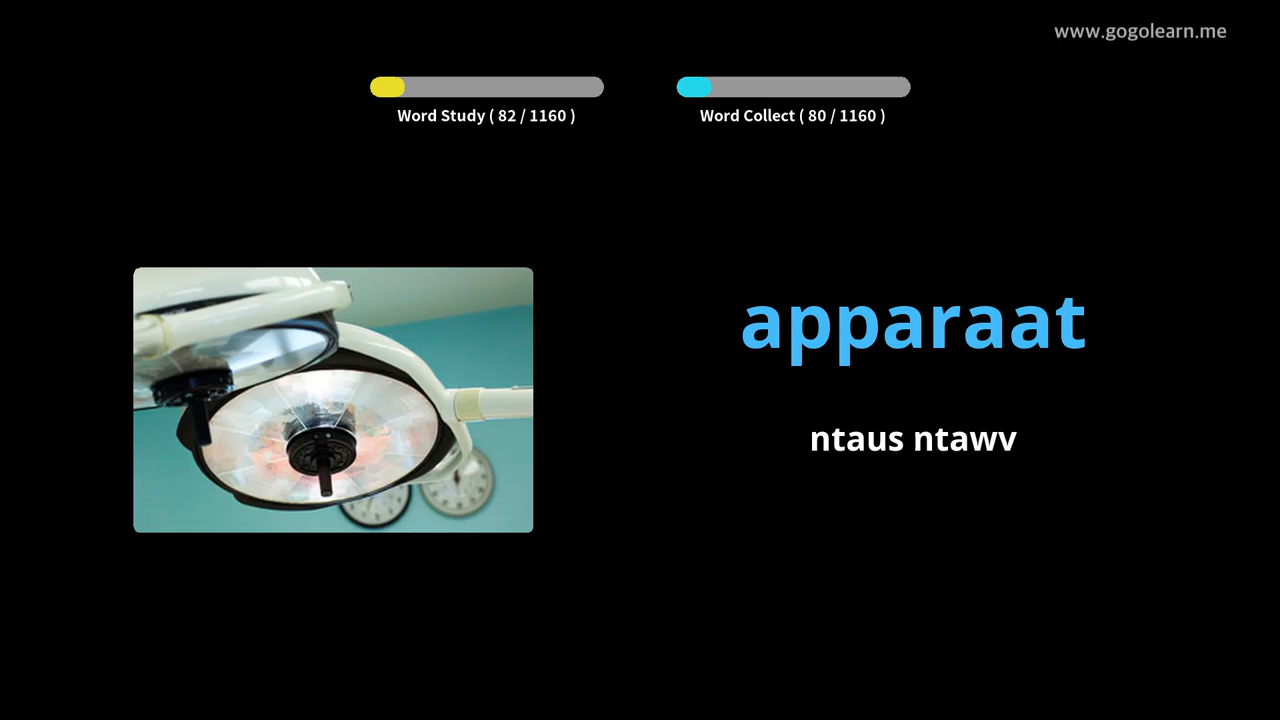 www.gogolearn.me
Word Study ( 82 / 1160 )
Word Collect ( 80 / 1160 )
apparaat
ntaus ntawv